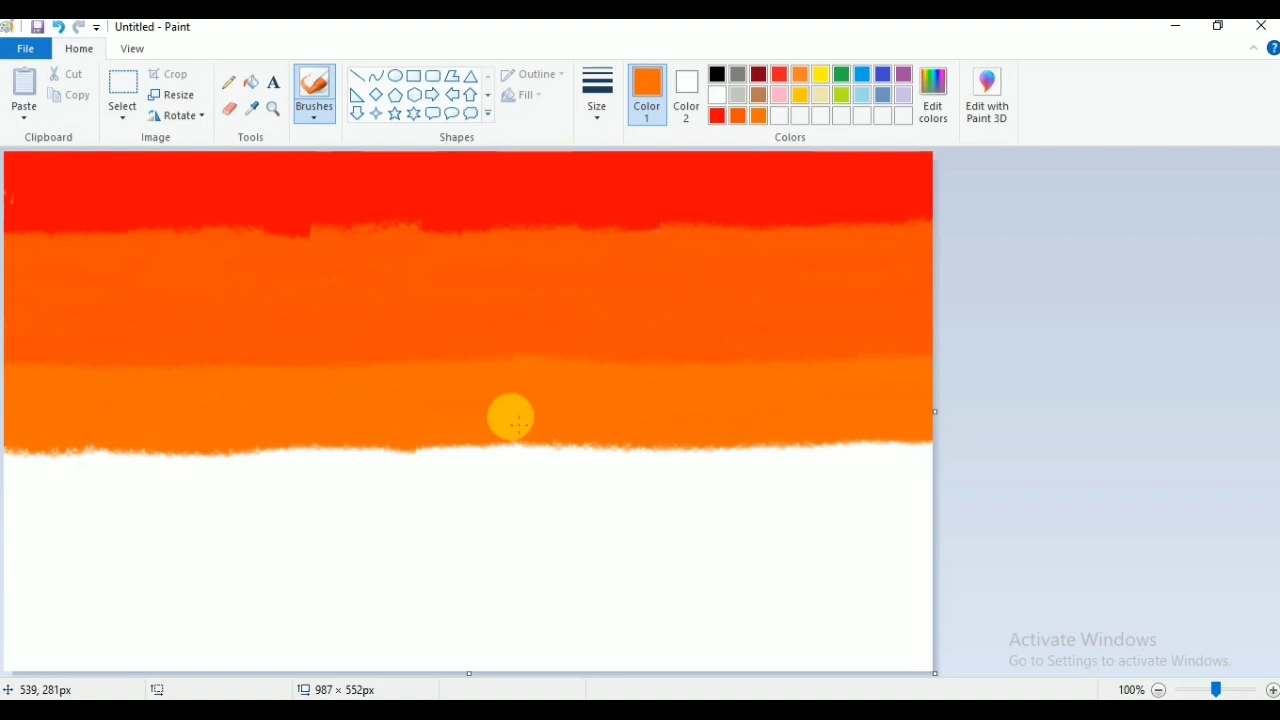 Untitled - Paint
File Home View
Paste
Cut
Copy
Clipboard
Select
Crop
Resize
Rotate
Image
A
Tools
Brushes
Outline
Fill
Shapes
Size
Color 1
Color 2
Edit colors
Colors
Edit with Paint 3D
?
Activate Windows
Go to Settings to activate Windows.
539, 281px
987 × 552px
100%